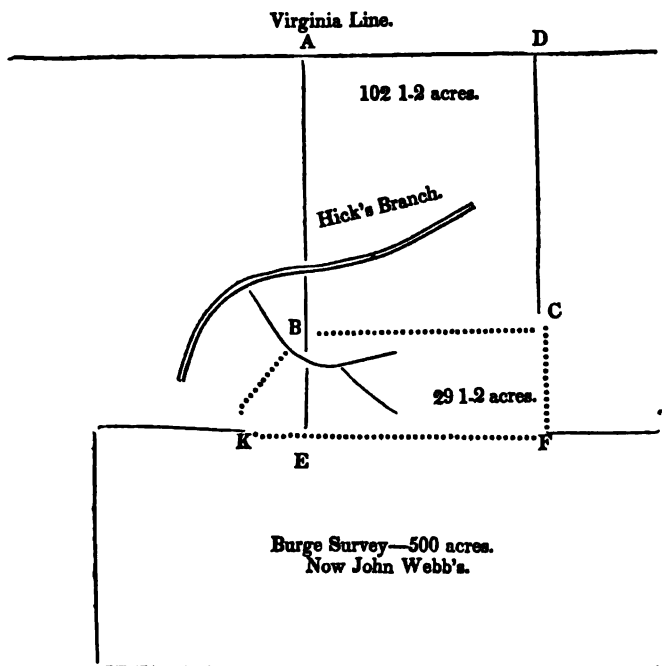 Virginia Line.
A
D
102 1-2 acres.
Hick's Branch.
B
C
29 1-2 acres.
K
E
F
Burge Survey—500 acres.
Now John Webb's.